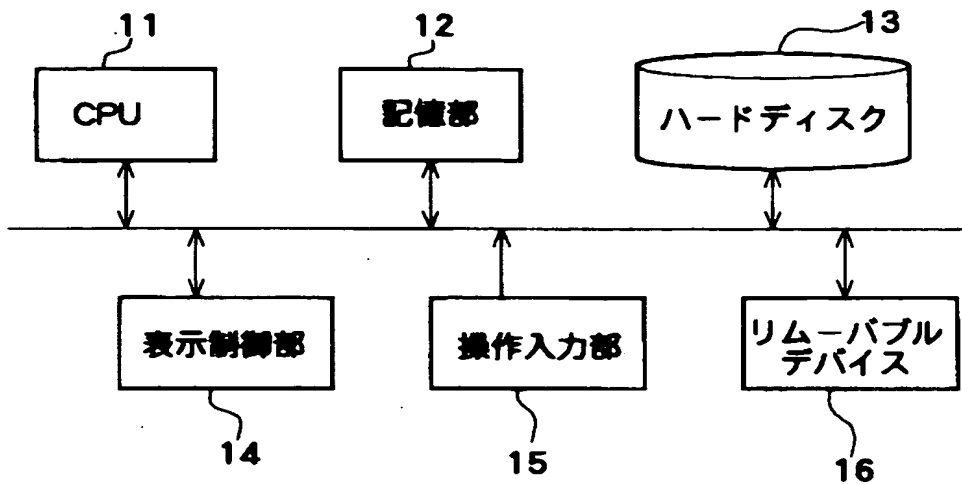 11
12
13
CPU
記憶部
ハードディスク
表示制御部
操作入力部
リムーバブル
デバイス
14
15
16